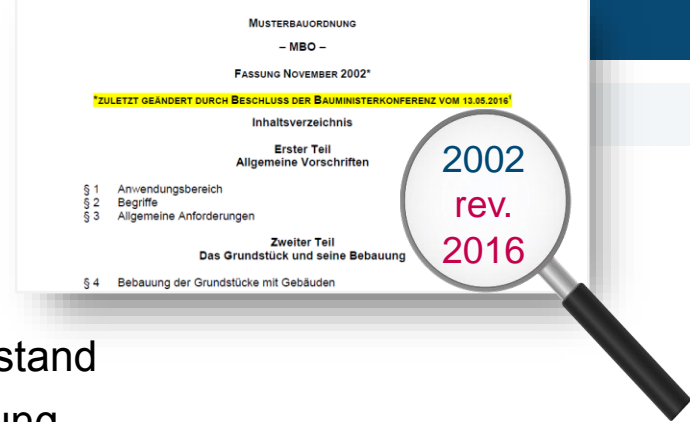 MUSTERBAUORDNUNG
– MBO –
FASSUNG NOVEMBER 2002*
*ZULETZT GEÄNDERT DURCH BESCHLUSS DER BAUMINISTERKONFERENZ VOM 13.05.2016¹
Inhaltsverzeichnis
Erster Teil
Allgemeine Vorschriften
§ 1 Anwendungsbereich
§ 2 Begriffe
§ 3 Allgemeine Anforderungen
Zweiter Teil
Das Grundstück und seine Bebauung
§ 4 Bebauung der Grundstücke mit Gebäuden
2002
rev.
2016
stand
ung